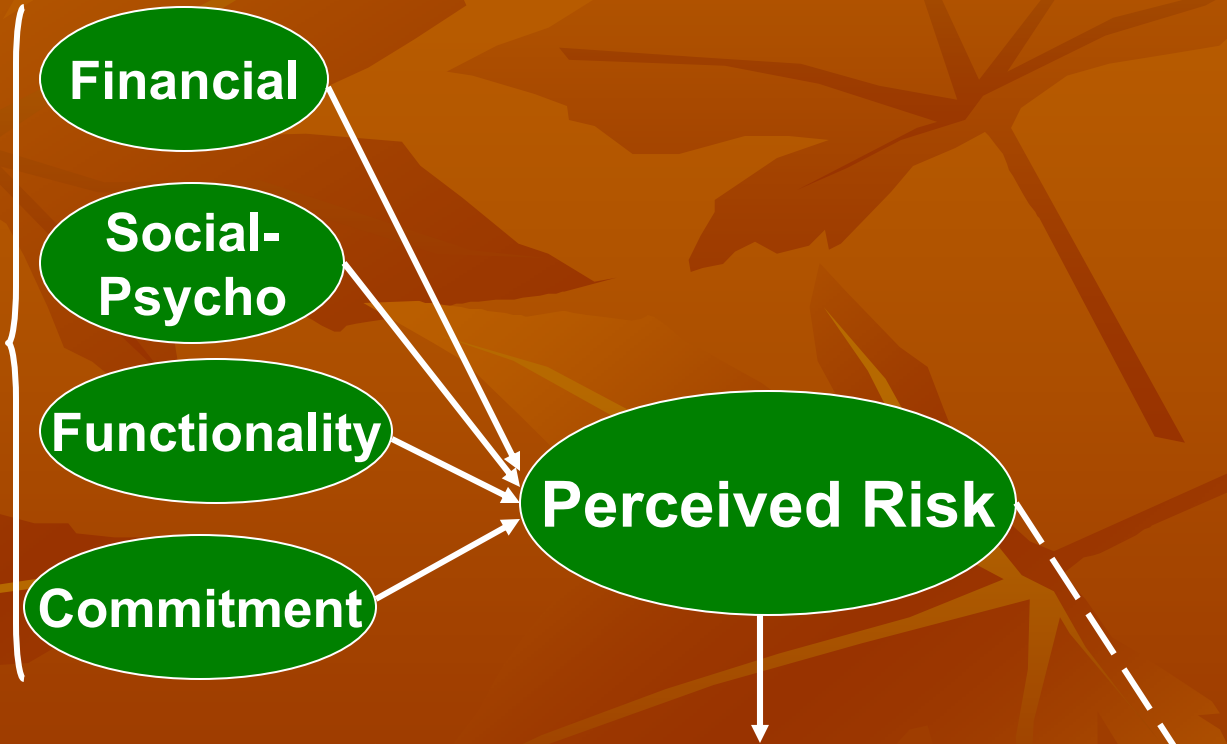 Financial
Social-
Psycho
Functionality
Commitment
Perceived Risk